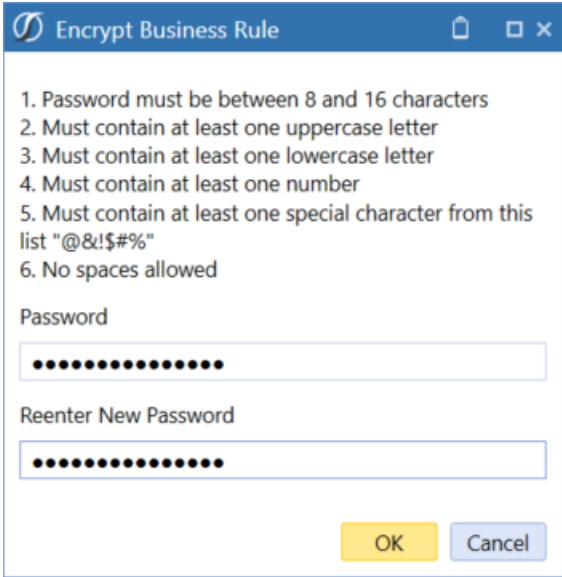 Encrypt Business Rule
1. Password must be between 8 and 16 characters
2. Must contain at least one uppercase letter
3. Must contain at least one lowercase letter
4. Must contain at least one number
5. Must contain at least one special character from this
list "@&!$#%"
6. No spaces allowed
Password
●●●●●●●●●●●●●●●
Reenter New Password
●●●●●●●●●●●●●●●
OK Cancel